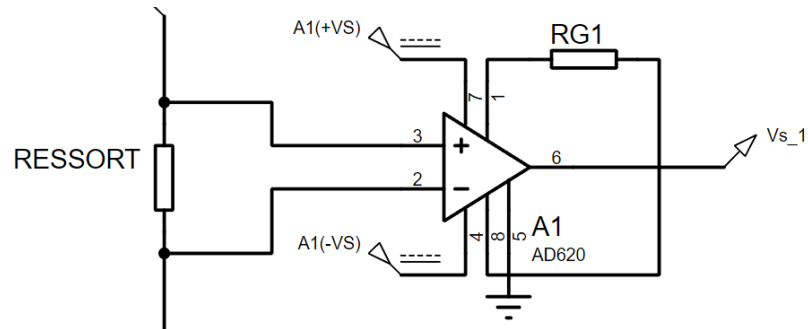 A1(+VS)
RG1
7
1
3
RESSORT
2
6
Vs_1
A1(-VS)
4
8
5
A1
AD620